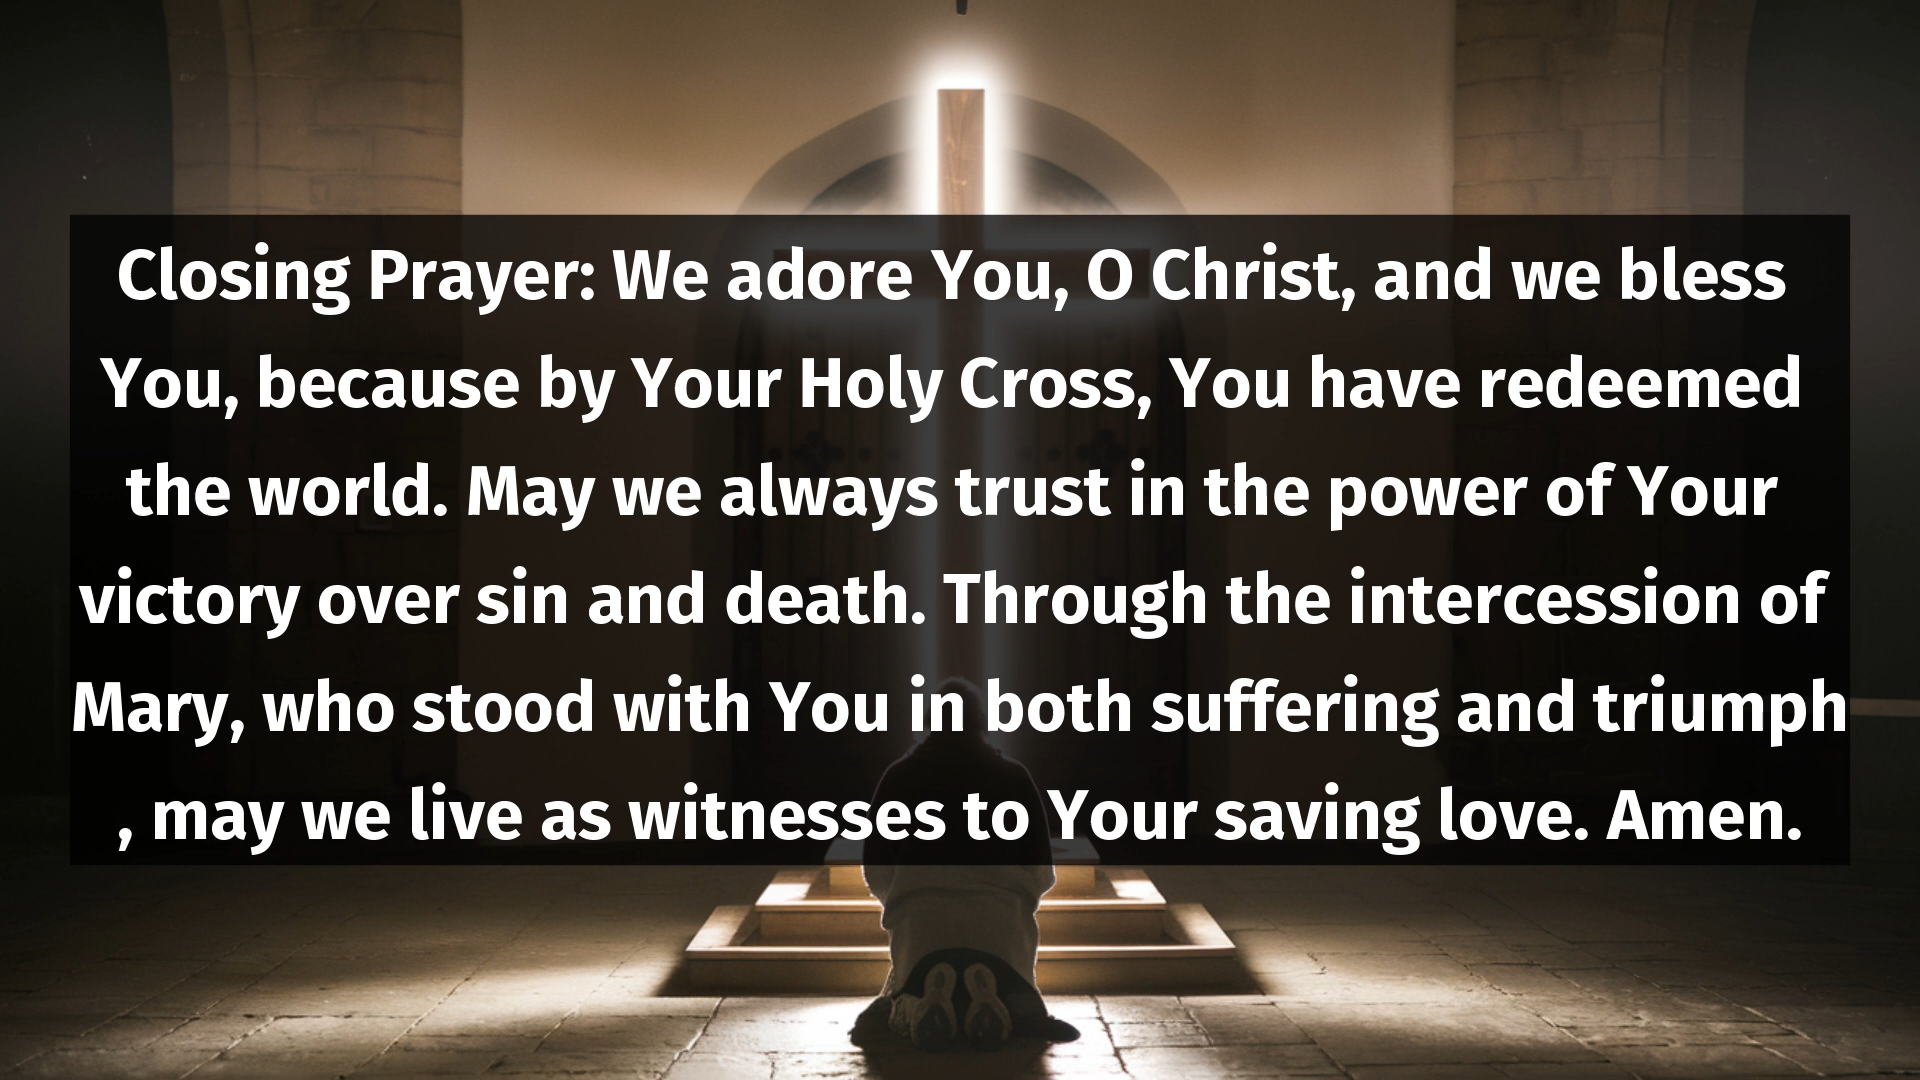 Closing Prayer: We adore You, O Christ, and we bless
You, because by Your Holy Cross, You have redeemed
the world. May we always trust in the power of Your
victory over sin and death. Through the intercession of
Mary, who stood with You in both suffering and triumph
, may we live as witnesses to Your saving love. Amen.